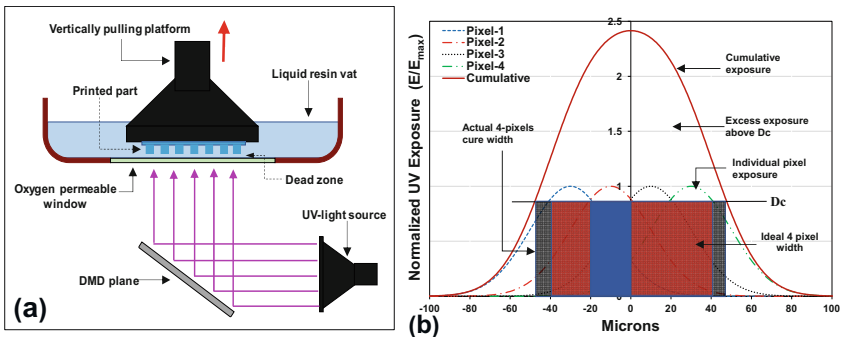 (a)
Vertically pulling platform
Printed part
Liquid resin vat
Oxygen permeable
window
Dead zone
UV-light source
DMD plane
(b)
Normalized UV Exposure (E/Emax)
2.5
2
1.5
1
0.5
0
Pixel-1
Pixel-2
Pixel-3
Pixel-4
Cumulative
Cumulative
exposure
Actual 4-pixels
cure width
Excess exposure
above Dc
Individual pixel
exposure
Dc
Ideal 4 pixel
width
-100 -80 -60 -40 -20 0 20 40 60 80 100
Microns